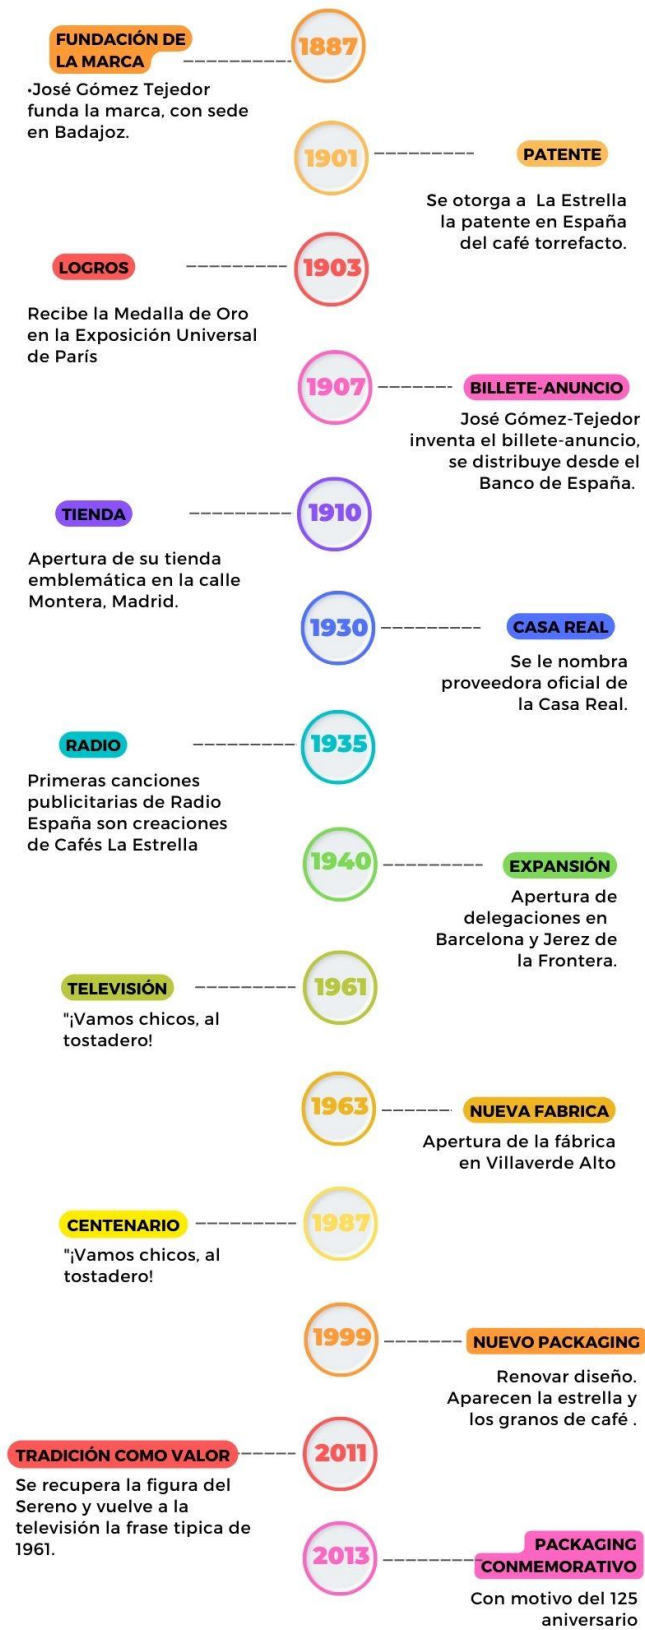 FUNDACIÓN DE
LA MARCA
1887
•José Gómez Tejedor
funda la marca, con sede
en Badajoz.
1901
PATENTE
Se otorga a La Estrella
la patente en España
del café torrefacto.
LOGROS
1903
Recibe la Medalla de Oro
en la Exposición Universal
de París
1907
BILLETE-ANUNCIO
José Gómez-Tejedor
inventa el billete-anuncio,
se distribuye desde el
Banco de España.
TIENDA
1910
Apertura de su tienda
emblemática en la calle
Montera, Madrid.
1930
CASA REAL
Se le nombra
proveedora oficial de
la Casa Real.
RADIO
1935
Primeras canciones
publicitarias de Radio
España son creaciones
de Cafés La Estrella
1940
EXPANSIÓN
Apertura de
delegaciones en
Barcelona y Jerez de
la Frontera.
TELEVISIÓN
1961
"¡Vamos chicos, al
tostadero!
1963
NUEVA FABRICA
Apertura de la fábrica
en Villaverde Alto
CENTENARIO
1987
"¡Vamos chicos, al
tostadero!
1999
NUEVO PACKAGING
Renovar diseño.
Aparecen la estrella y
los granos de café .
TRADICIÓN COMO VALOR
2011
Se recupera la figura del
Sereno y vuelve a la
televisión la frase tipica de
1961.
2013
PACKAGING
CONMEMORATIVO
Con motivo del 125
aniversario